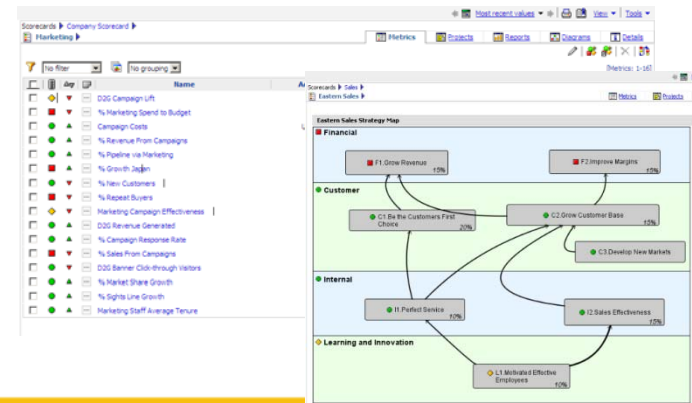 Most recent values View Tools
Scorecards Company Scorecard
Marketing
Metrics Projects Reports Diagrams Details
No filter No grouping
[Metrics: 1-16]
Name
D2G Campaign Lift
% Marketing Spend to Budget
Campaign Costs
% Revenue From Campaigns
% Pipeline via Marketing
% Growth Japan
% New Customers
% Repeat Buyers
Marketing Campaign Effectiveness
D2G Revenue Generated
% Campaign Response Rate
% Sales From Campaigns
D2G Banner Click-through Visitors
% Market Share Growth
% Sights Line Growth
Marketing Staff Average Tenure
Scorecards Sales
Eastern Sales
Metrics Projects
Eastern Sales Strategy Map
Financial
F1.Grow Revenue
15%
F2.Improve Margins
15%
Customer
C1.Be the Customers First
Choice
20%
C2.Grow Customer Base
15%
C3.Develop New Markets
Internal
I1.Perfect Service
10%
I2.Sales Effectiveness
15%
Learning and Innovation
L1.Motivated Effective
Employees
10%